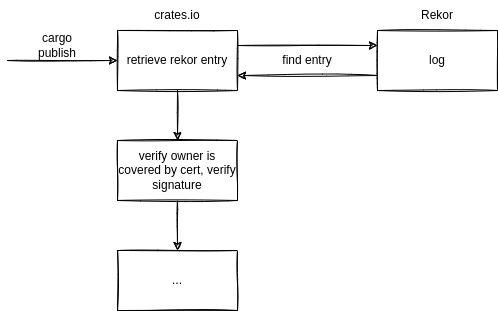 crates.io
Rekor
cargo
publish
retrieve rekor entry
find entry
log
verify owner is
covered by cert, verify
signature
...